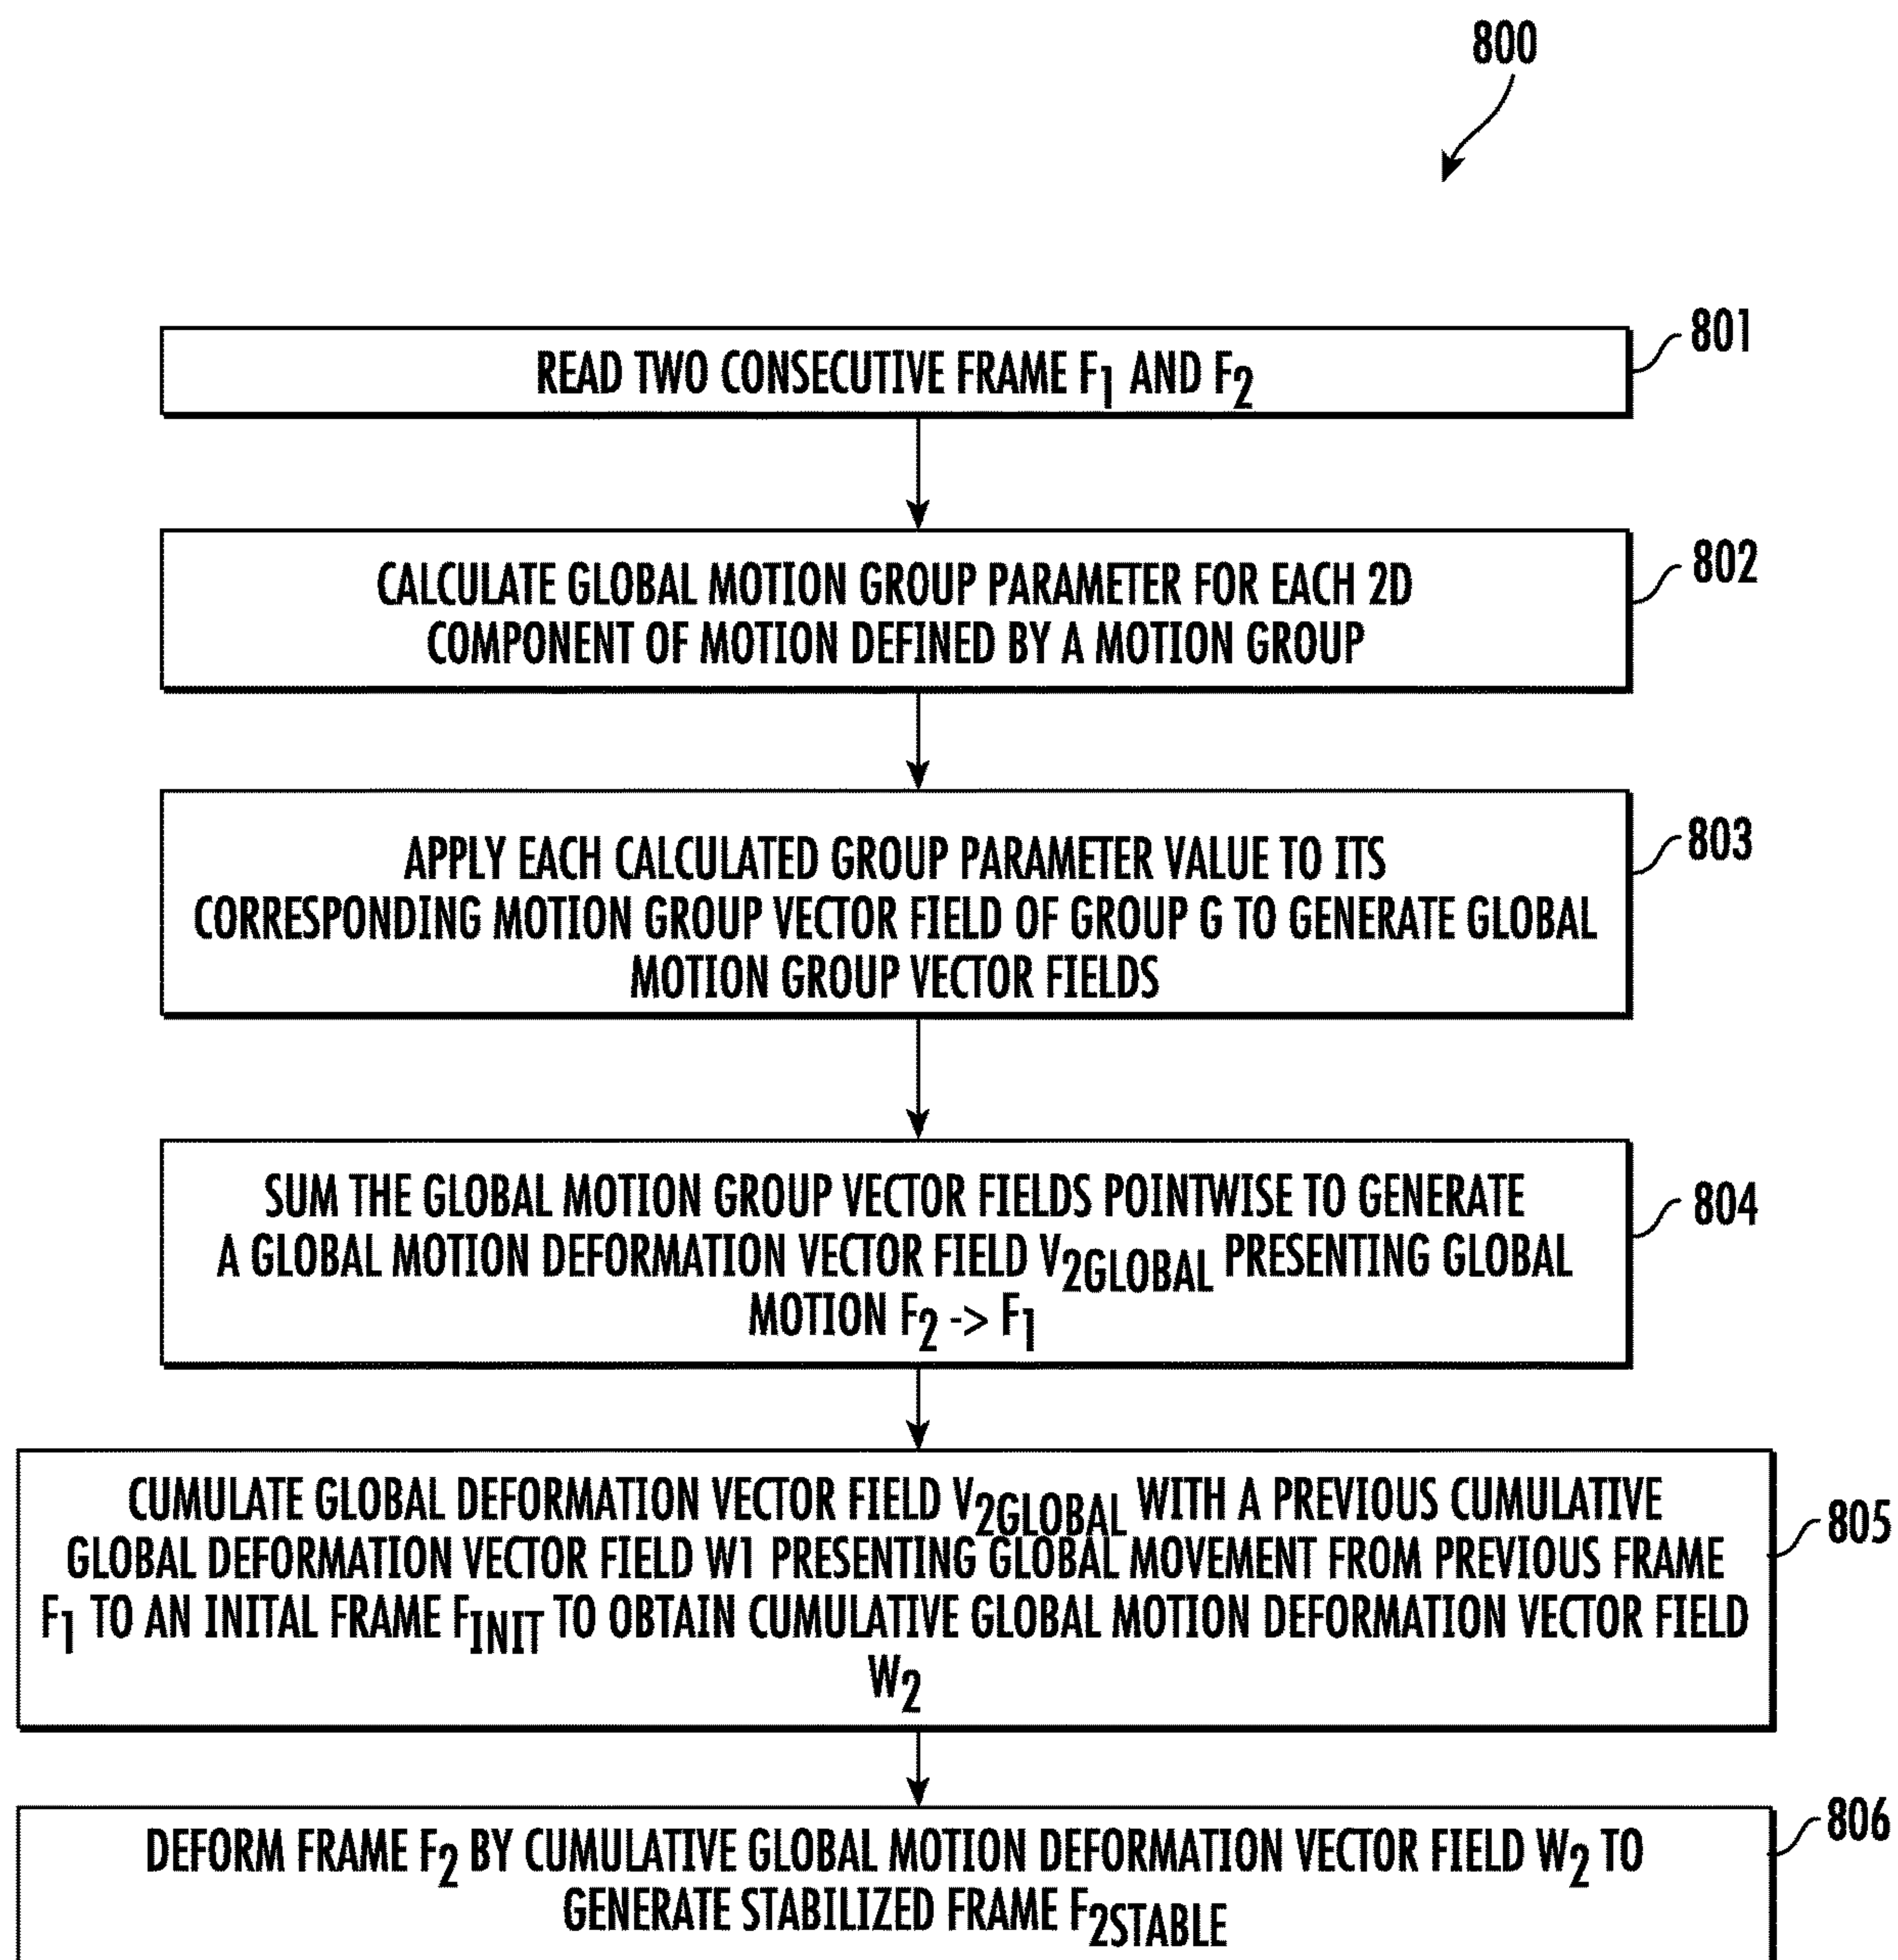 800
READ TWO CONSECUTIVE FRAME F1 AND F2
801
CALCULATE GLOBAL MOTION GROUP PARAMETER FOR EACH 2D
COMPONENT OF MOTION DEFINED BY A MOTION GROUP
802
APPLY EACH CALCULATED GROUP PARAMETER VALUE TO ITS
CORRESPONDING MOTION GROUP VECTOR FIELD OF GROUP G TO GENERATE GLOBAL
MOTION GROUP VECTOR FIELDS
803
SUM THE GLOBAL MOTION GROUP VECTOR FIELDS POINTWISE TO GENERATE
A GLOBAL MOTION DEFORMATION VECTOR FIELD V2GLOBAL PRESENTING GLOBAL
MOTION F2 -> F1
804
CUMULATE GLOBAL DEFORMATION VECTOR FIELD V2GLOBAL WITH A PREVIOUS CUMULATIVE
GLOBAL DEFORMATION VECTOR FIELD W1 PRESENTING GLOBAL MOVEMENT FROM PREVIOUS FRAME
F1 TO AN INITAL FRAME FINIT TO OBTAIN CUMULATIVE GLOBAL MOTION DEFORMATION VECTOR FIELD
W2
805
DEFORM FRAME F2 BY CUMULATIVE GLOBAL MOTION DEFORMATION VECTOR FIELD W2 TO
GENERATE STABILIZED FRAME F2STABLE
806